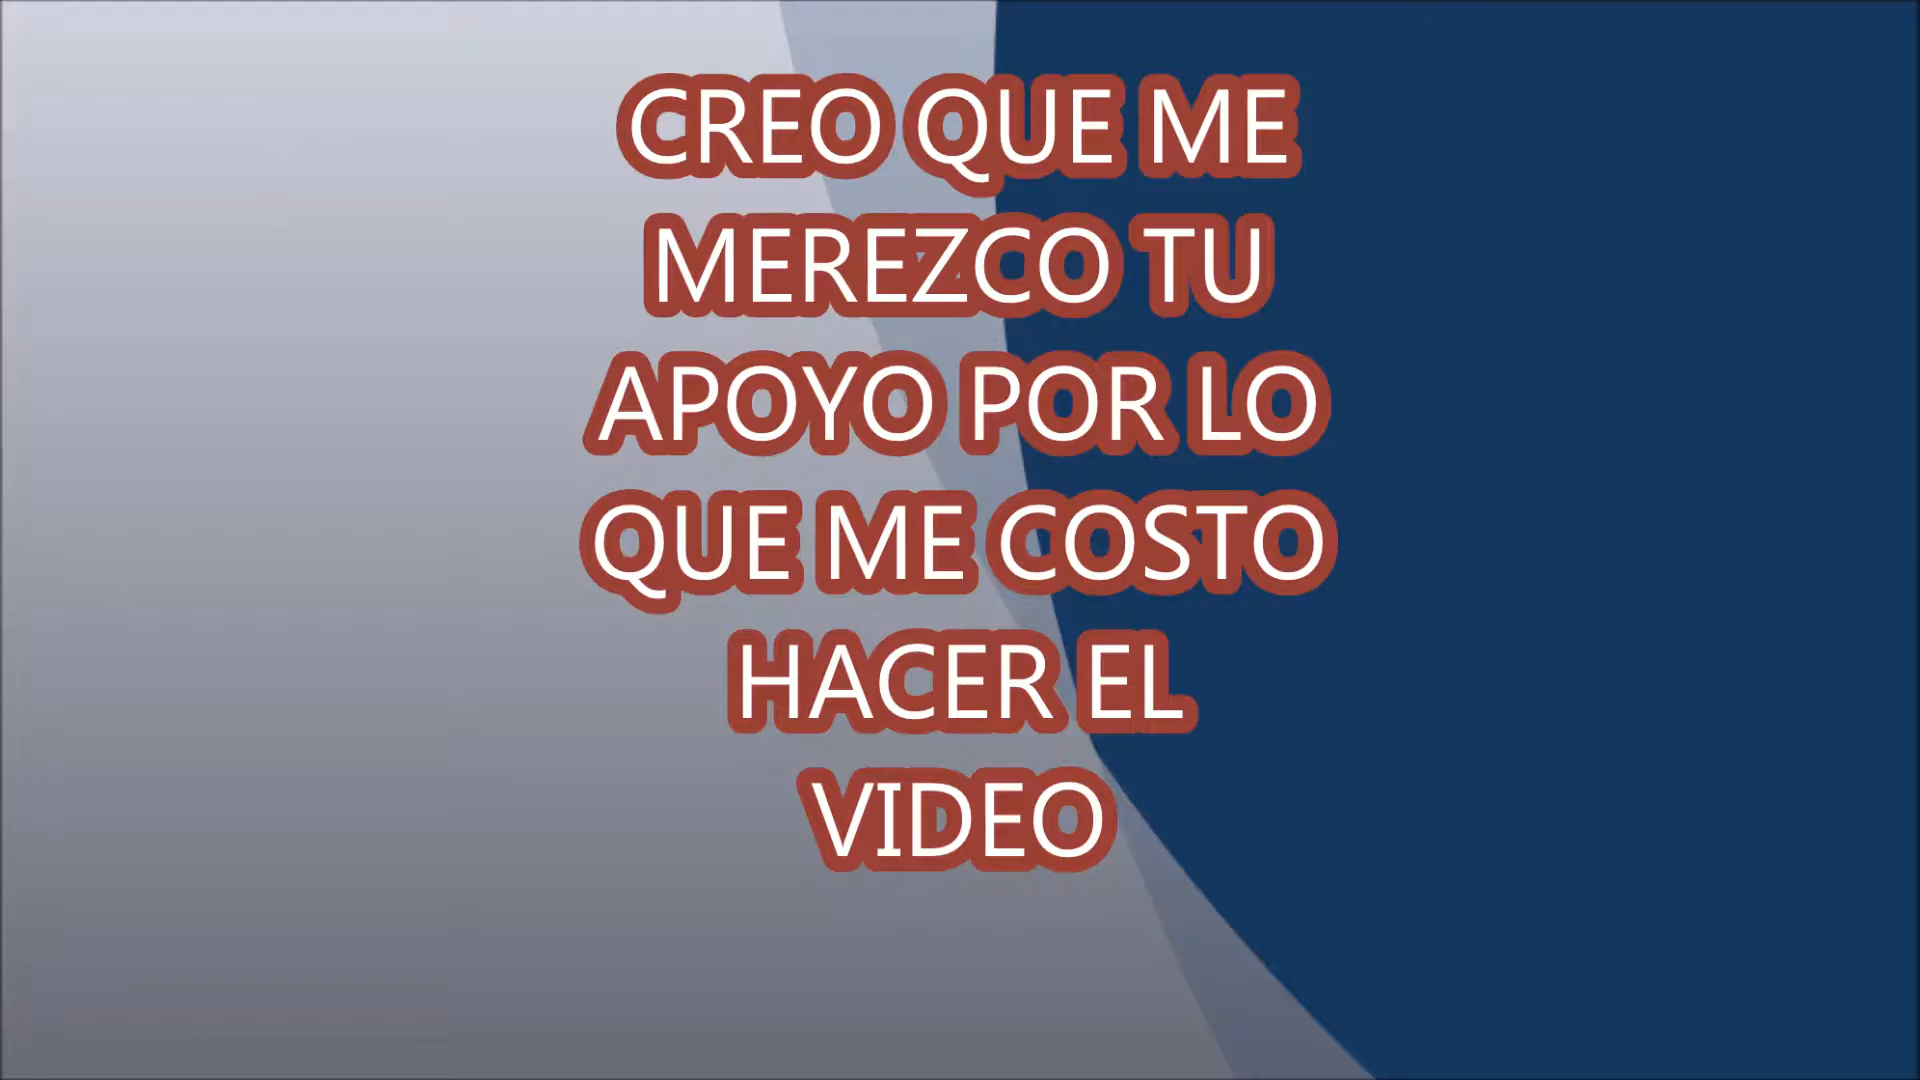 CREO QUE ME
MEREZCO TU
APOYO POR LO
QUE ME COSTO
HACER EL
VIDEO